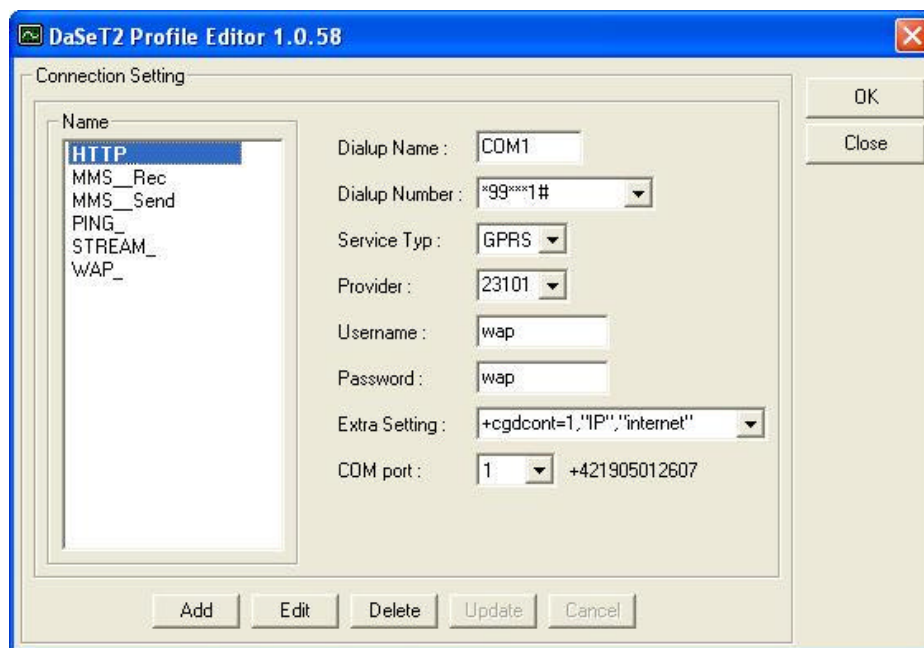 DaSeT2 Profile Editor 1.0.58
Connection Setting
Name
HTTP_
MMS__Rec
MMS__Send
PING_
STREAM_
WAP_
Dialup Name : COM1
Dialup Number : *99***1#
Service Typ : GPRS
Provider : 23101
Username : wap
Password : wap
Extra Setting : +cgdcont=1,"IP","internet"
COM port : 1 +421905012607
OK
Close
Add Edit Delete Update Cancel